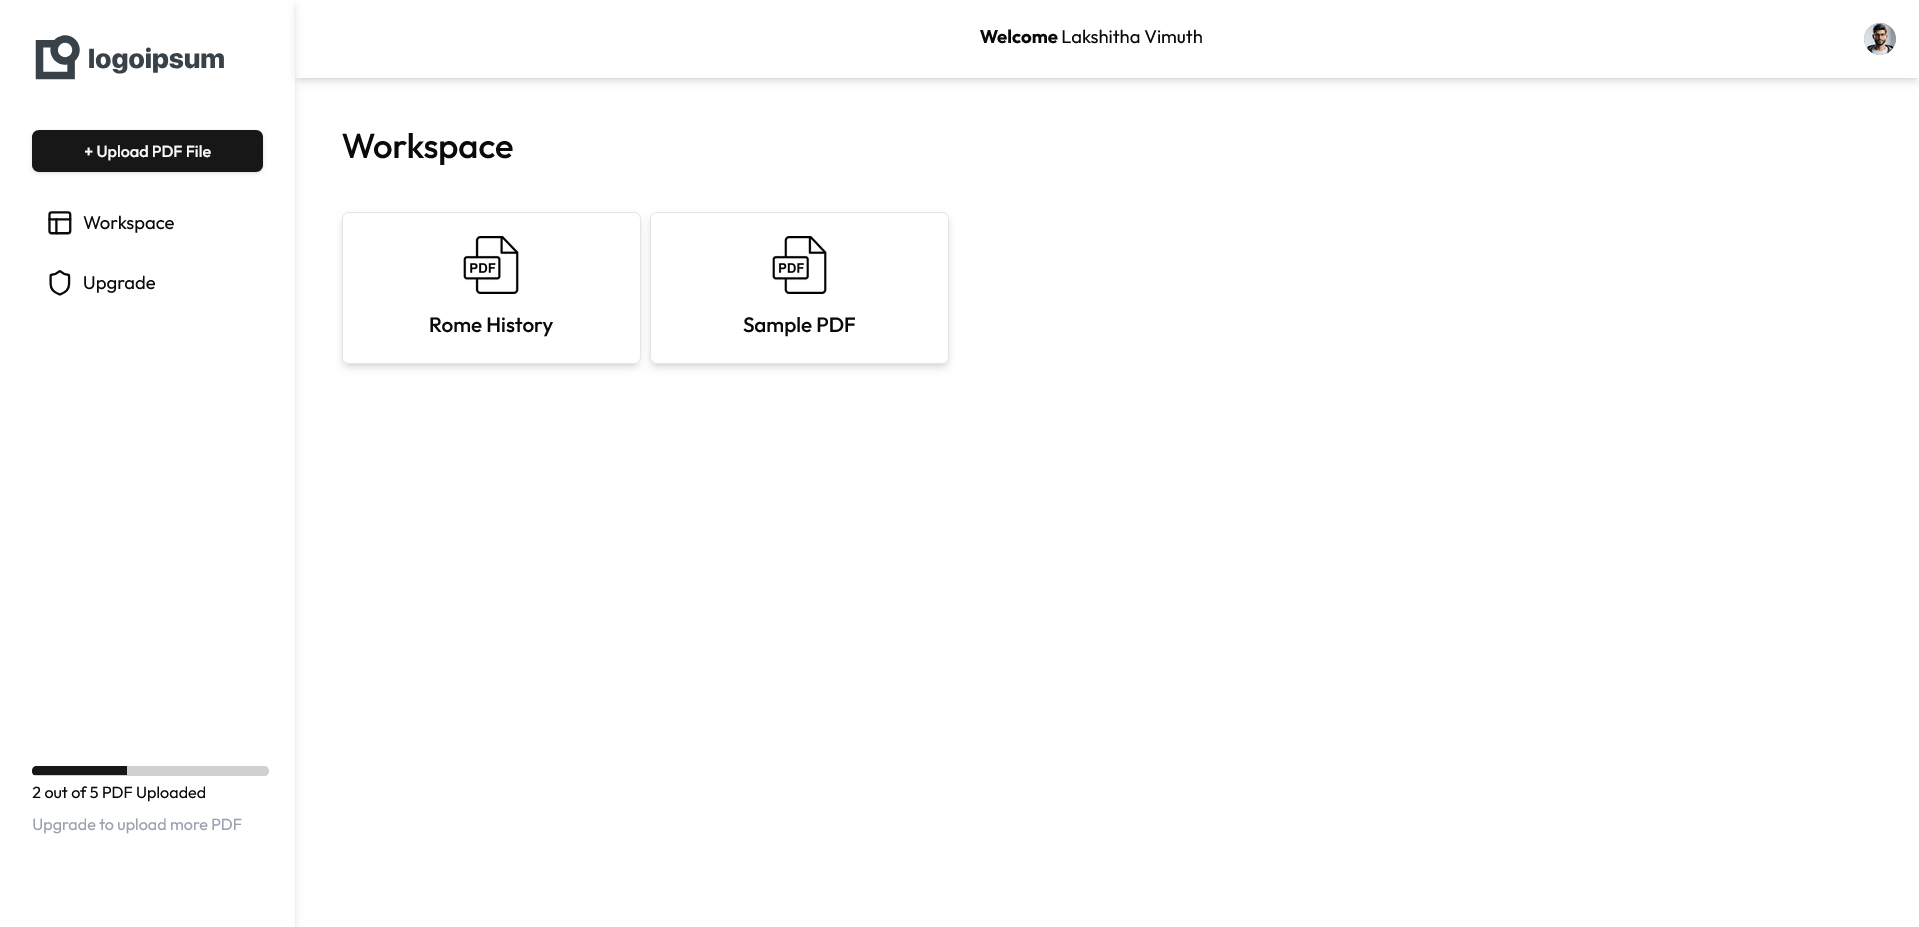 logoipsum
Welcome Lakshitha Vimuth
+ Upload PDF File
Workspace
Upgrade
Workspace
PDF
Rome History
PDF
Sample PDF
2 out of 5 PDF Uploaded
Upgrade to upload more PDF